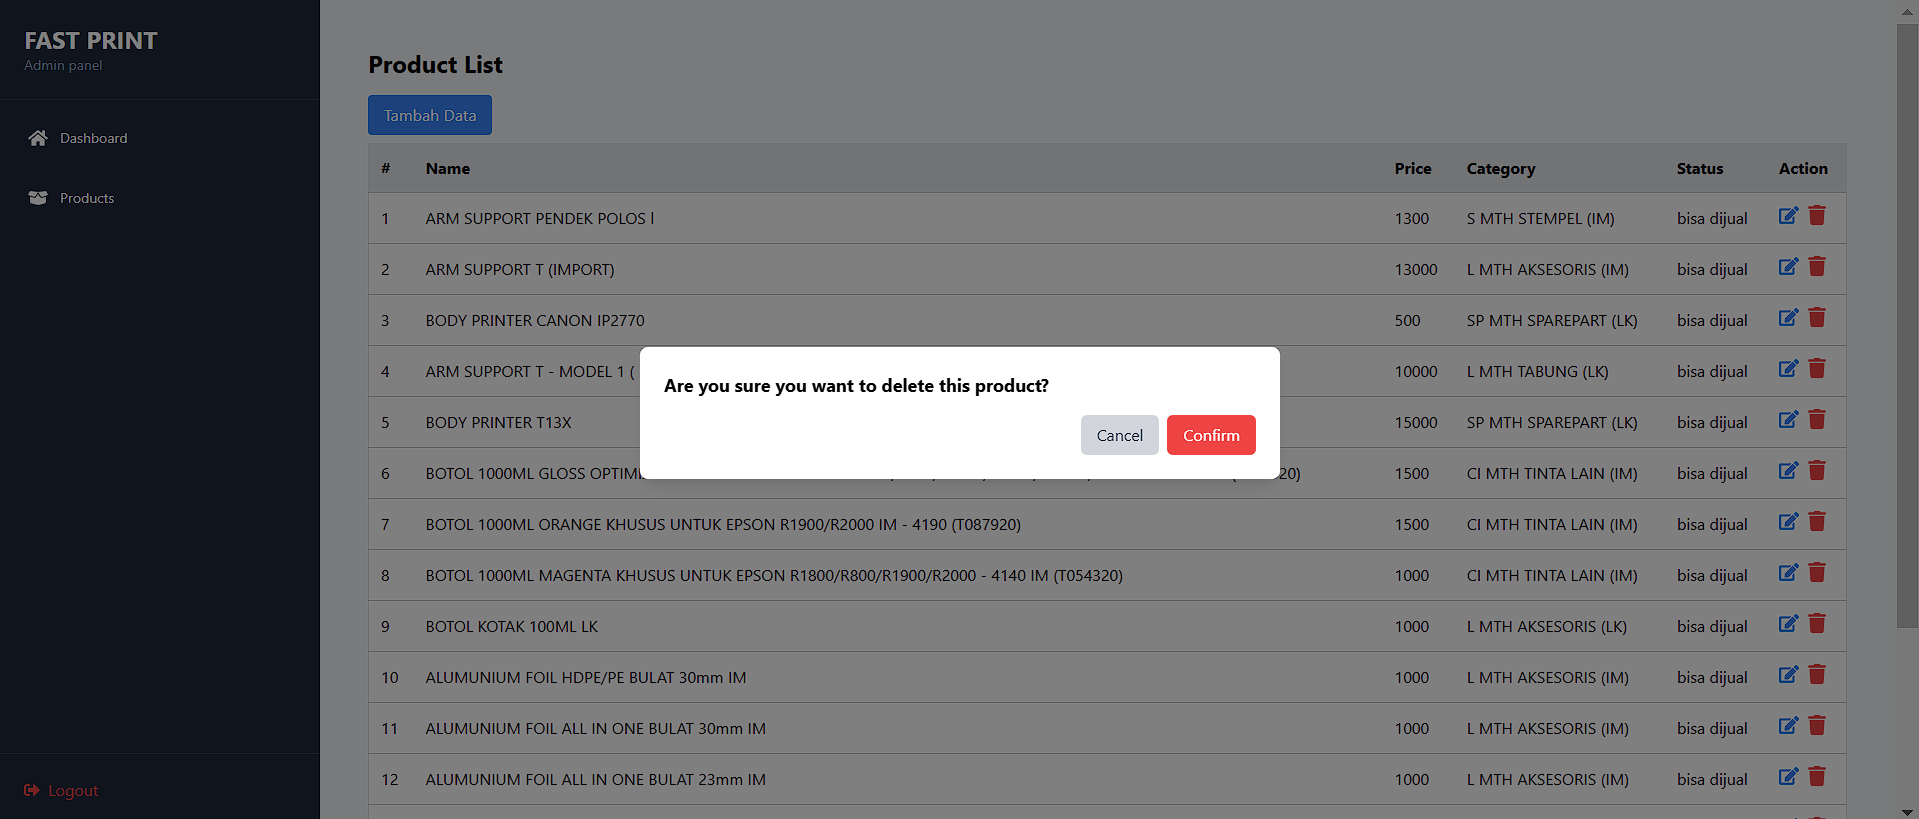 FAST PRINT
Admin panel
Dashboard
Products
Logout
Product List
Tambah Data
# Name Price Category Status Action
1 ARM SUPPORT PENDEK POLOS l 1300 S MTH STEMPEL (IM) bisa dijual
2 ARM SUPPORT T (IMPORT) 13000 L MTH AKSESORIS (IM) bisa dijual
3 BODY PRINTER CANON IP2770 500 SP MTH SPAREPART (LK) bisa dijual
4 ARM SUPPORT T - MODEL 1 ( 10000 L MTH TABUNG (LK) bisa dijual
5 BODY PRINTER T13X 15000 SP MTH SPAREPART (LK) bisa dijual
6 BOTOL 1000ML GLOSS 20) 1500 CI MTH TINTA LAIN (IM) bisa dijual
7 BOTOL 1000ML ORANGE KHUSUS UNTUK EPSON R1900/R2000 IM - 4190 (T087920) 1500 CI MTH TINTA LAIN (IM) bisa dijual
8 BOTOL 1000ML MAGENTA KHUSUS UNTUK EPSON R1800/R800/R1900/R2000 - 4140 IM (T054320) 1000 CI MTH TINTA LAIN (IM) bisa dijual
9 BOTOL KOTAK 100ML LK 1000 L MTH AKSESORIS (LK) bisa dijual
10 ALUMUNIUM FOIL HDPE/PE BULAT 30mm IM 1000 L MTH AKSESORIS (IM) bisa dijual
11 ALUMUNIUM FOIL ALL IN ONE BULAT 30mm IM 1000 L MTH AKSESORIS (IM) bisa dijual
12 ALUMUNIUM FOIL ALL IN ONE BULAT 23mm IM 1000 L MTH AKSESORIS (IM) bisa dijual
Are you sure you want to delete this product?
Cancel Confirm